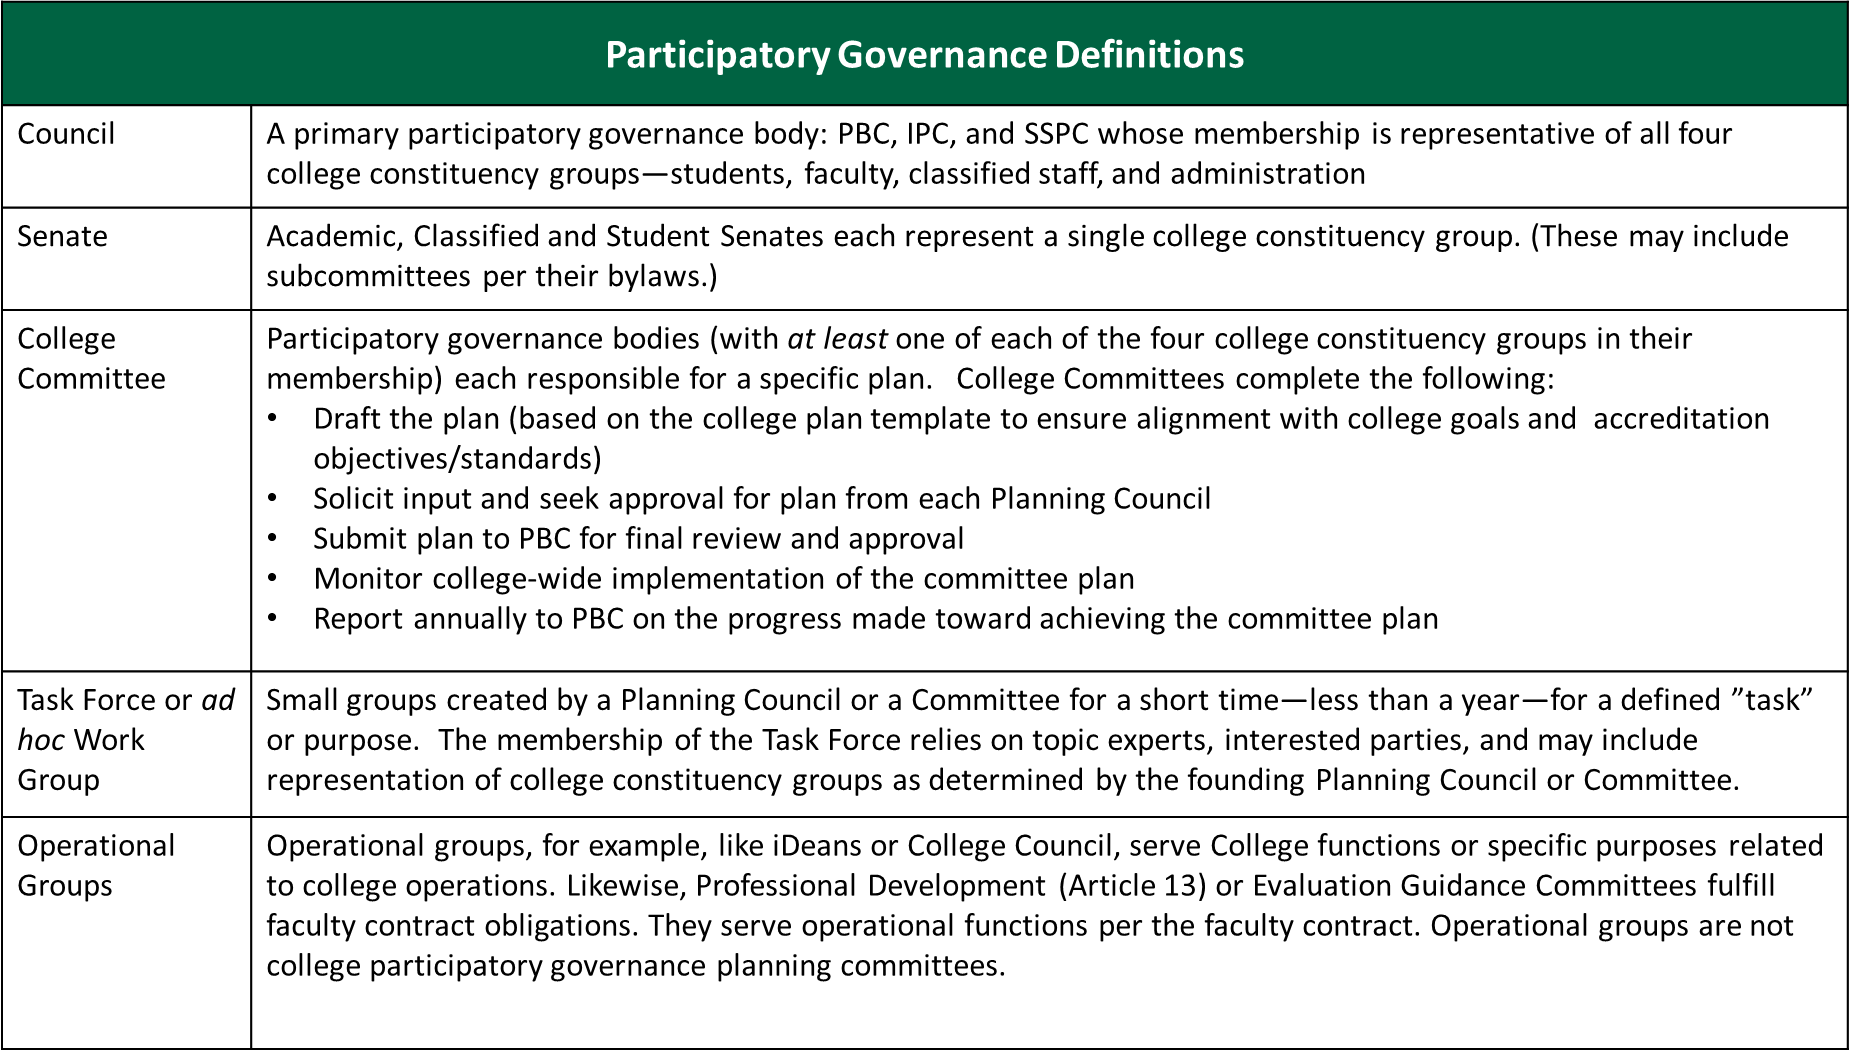 Participatory Governance Definitions
Council
A primary participatory governance body: PBC, IPC, and SSPC whose membership is representative of all four
college constituency groups—students, faculty, classified staff, and administration
Senate
Academic, Classified and Student Senates each represent a single college constituency group. (These may include
subcommittees per their bylaws.)
College
Committee
Participatory governance bodies (with at least one of each of the four college constituency groups in their
membership) each responsible for a specific plan.   College Committees complete the following:
• Draft the plan (based on the college plan template to ensure alignment with college goals and  accreditation
objectives/standards)
• Solicit input and seek approval for plan from each Planning Council
• Submit plan to PBC for final review and approval
• Monitor college-wide implementation of the committee plan
• Report annually to PBC on the progress made toward achieving the committee plan
Task Force or ad
hoc Work
Group
Small groups created by a Planning Council or a Committee for a short time—less than a year—for a defined ”task”
or purpose.  The membership of the Task Force relies on topic experts, interested parties, and may include
representation of college constituency groups as determined by the founding Planning Council or Committee.
Operational
Groups
Operational groups, for example, like iDeans or College Council, serve College functions or specific purposes related
to college operations. Likewise, Professional Development (Article 13) or Evaluation Guidance Committees fulfill
faculty contract obligations. They serve operational functions per the faculty contract. Operational groups are not
college participatory governance planning committees.